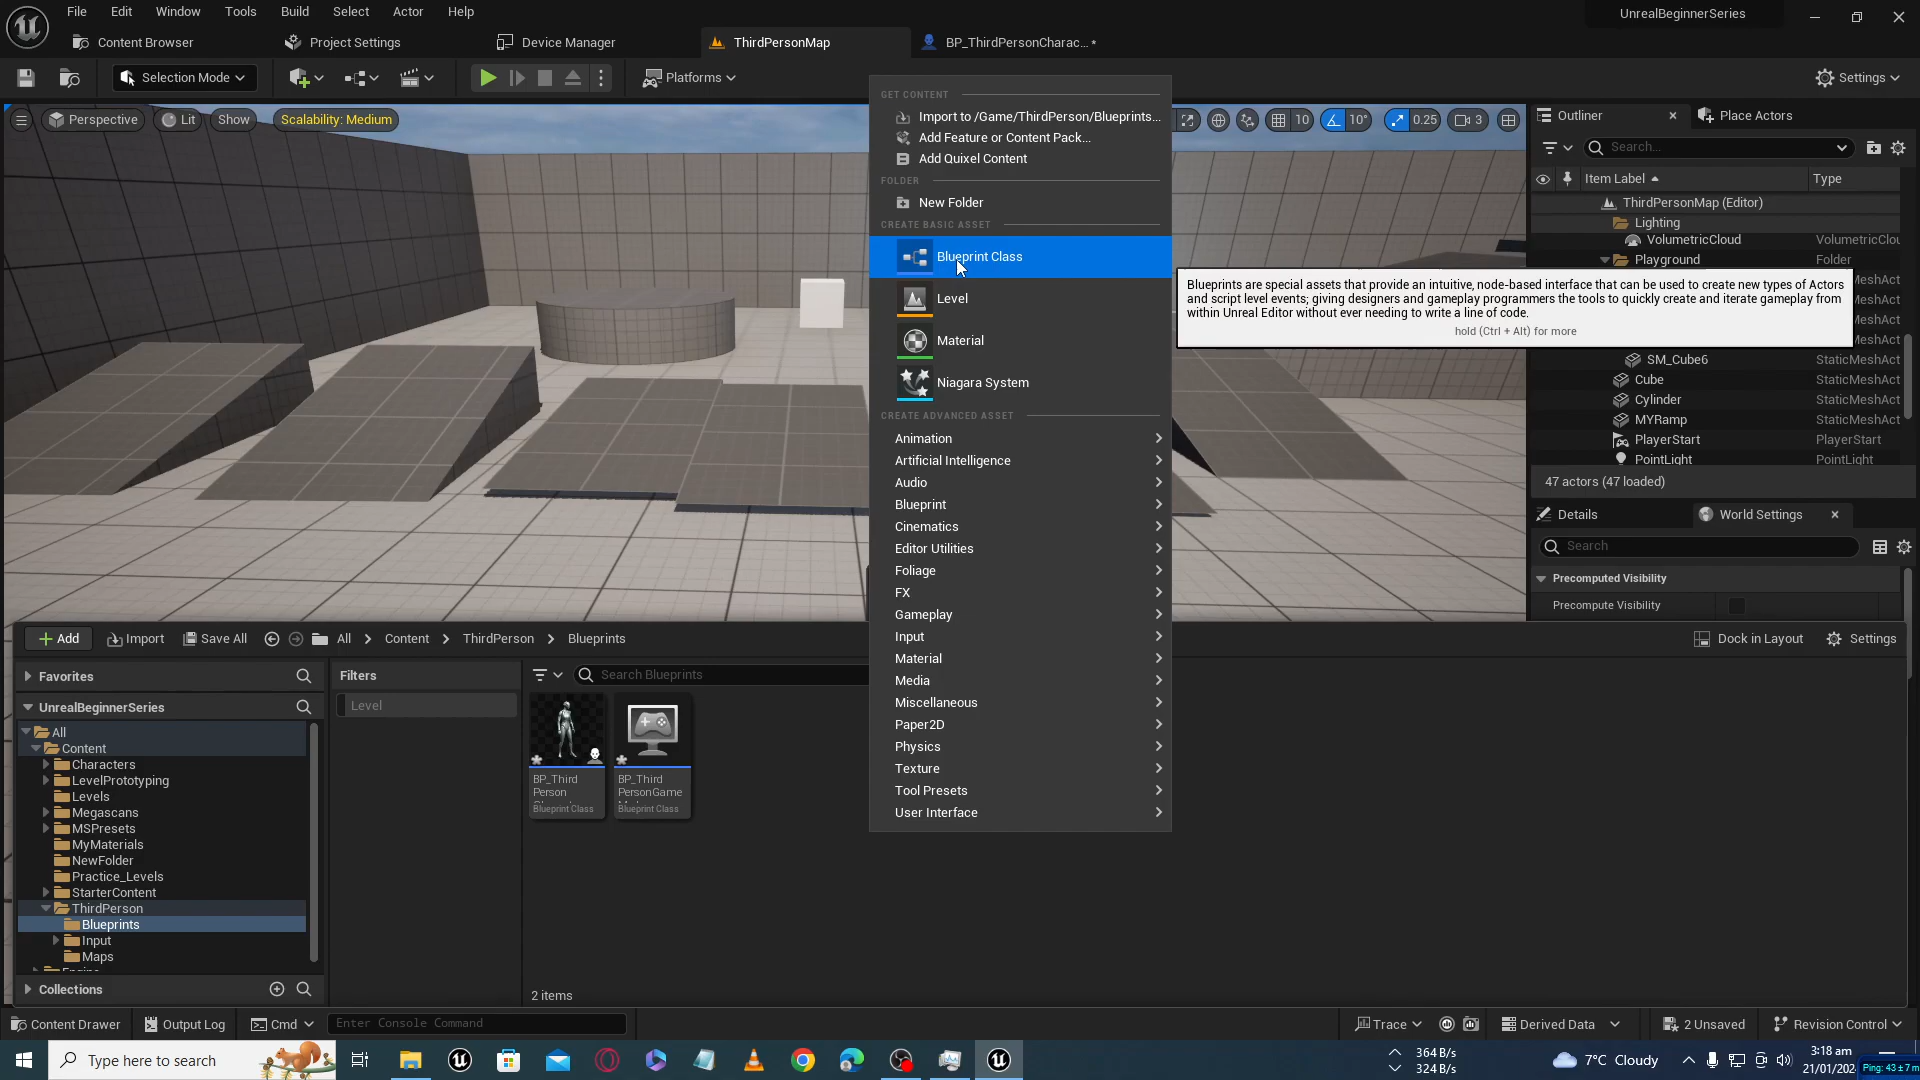 File Edit Window Tools Build Select Actor Help
UnrealBeginnerSeries
Content Browser
Project Settings
Device Manager
ThirdPersonMap
BP_ThirdPersonCharac... *
Selection Mode
Platforms
Settings
Perspective
Lit
Show
Scalability: Medium
10
10°
0.25
3
GET CONTENT
Import to /Game/ThirdPerson/Blueprints...
Add Feature or Content Pack...
Add Quixel Content
FOLDER
New Folder
CREATE BASIC ASSET
Blueprint Class
Level
Material
Niagara System
CREATE ADVANCED ASSET
Animation
Artificial Intelligence
Audio
Blueprint
Cinematics
Editor Utilities
Foliage
FX
Gameplay
Input
Material
Media
Miscellaneous
Paper2D
Physics
Texture
Tool Presets
User Interface
Blueprints are special assets that provide an intuitive, node-based interface that can be used to create new types of Actors
and script level events; giving designers and gameplay programmers the tools to quickly create and iterate gameplay from
within Unreal Editor without ever needing to write a line of code.
hold (Ctrl + Alt) for more
Outliner
Place Actors
Search...
Item Label
Type
ThirdPersonMap (Editor)
Lighting
VolumetricCloud VolumetricClou
Playground Folder
MeshAct
MeshAct
MeshAct
MeshAct
SM_Cube6 StaticMeshAct
Cube StaticMeshAct
Cylinder StaticMeshAct
MYRamp StaticMeshAct
PlayerStart PlayerStart
PointLight PointLight
47 actors (47 loaded)
Details
World Settings
Search
Precomputed Visibility
Precompute Visibility
Add
Import
Save All
All
Content
ThirdPerson
Blueprints
Dock in Layout
Settings
Favorites
UnrealBeginnerSeries
All
Content
Characters
LevelPrototyping
Levels
Megascans
MSPresets
MyMaterials
NewFolder
Practice_Levels
StarterContent
ThirdPerson
Blueprints
Input
Maps
Collections
Filters
Level
Search Blueprints
BP_Third
Person
Blueprint Class
BP_Third
PersonGame
Blueprint Class
2 items
Content Drawer
Output Log
Cmd
Enter Console Command
Trace
Derived Data
2 Unsaved
Revision Control
Type here to search
364 B/s
324 B/s
7°C Cloudy
3:18 am
21/01/202
Ping: 43 ± 7 m